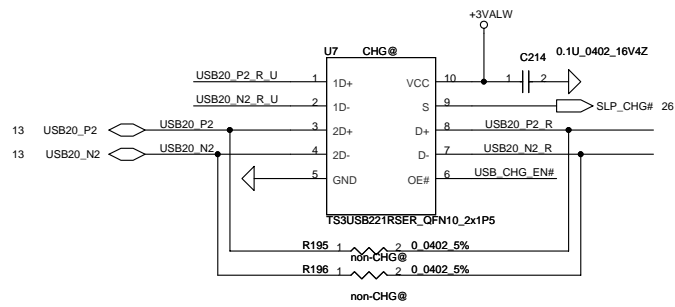 +3VALW
U7 CHG@
C214 0.1U_0402_16V4Z
USB20_P2_R_U 1 1D+ VCC 10 1 2
USB20_N2_R_U 2 1D- S 9 SLP_CHG# 26
13 USB20_P2 USB20_P2 3 2D+ D+ 8 USB20_P2_R
13 USB20_N2 USB20_N2 4 2D- D- 7 USB20_N2_R
5 GND OE# 6 USB_CHG_EN#
TS3USB221RSER_QFN10_2x1P5
R195 1 2 0_0402_5%
non-CHG@
R196 1 2 0_0402_5%
non-CHG@